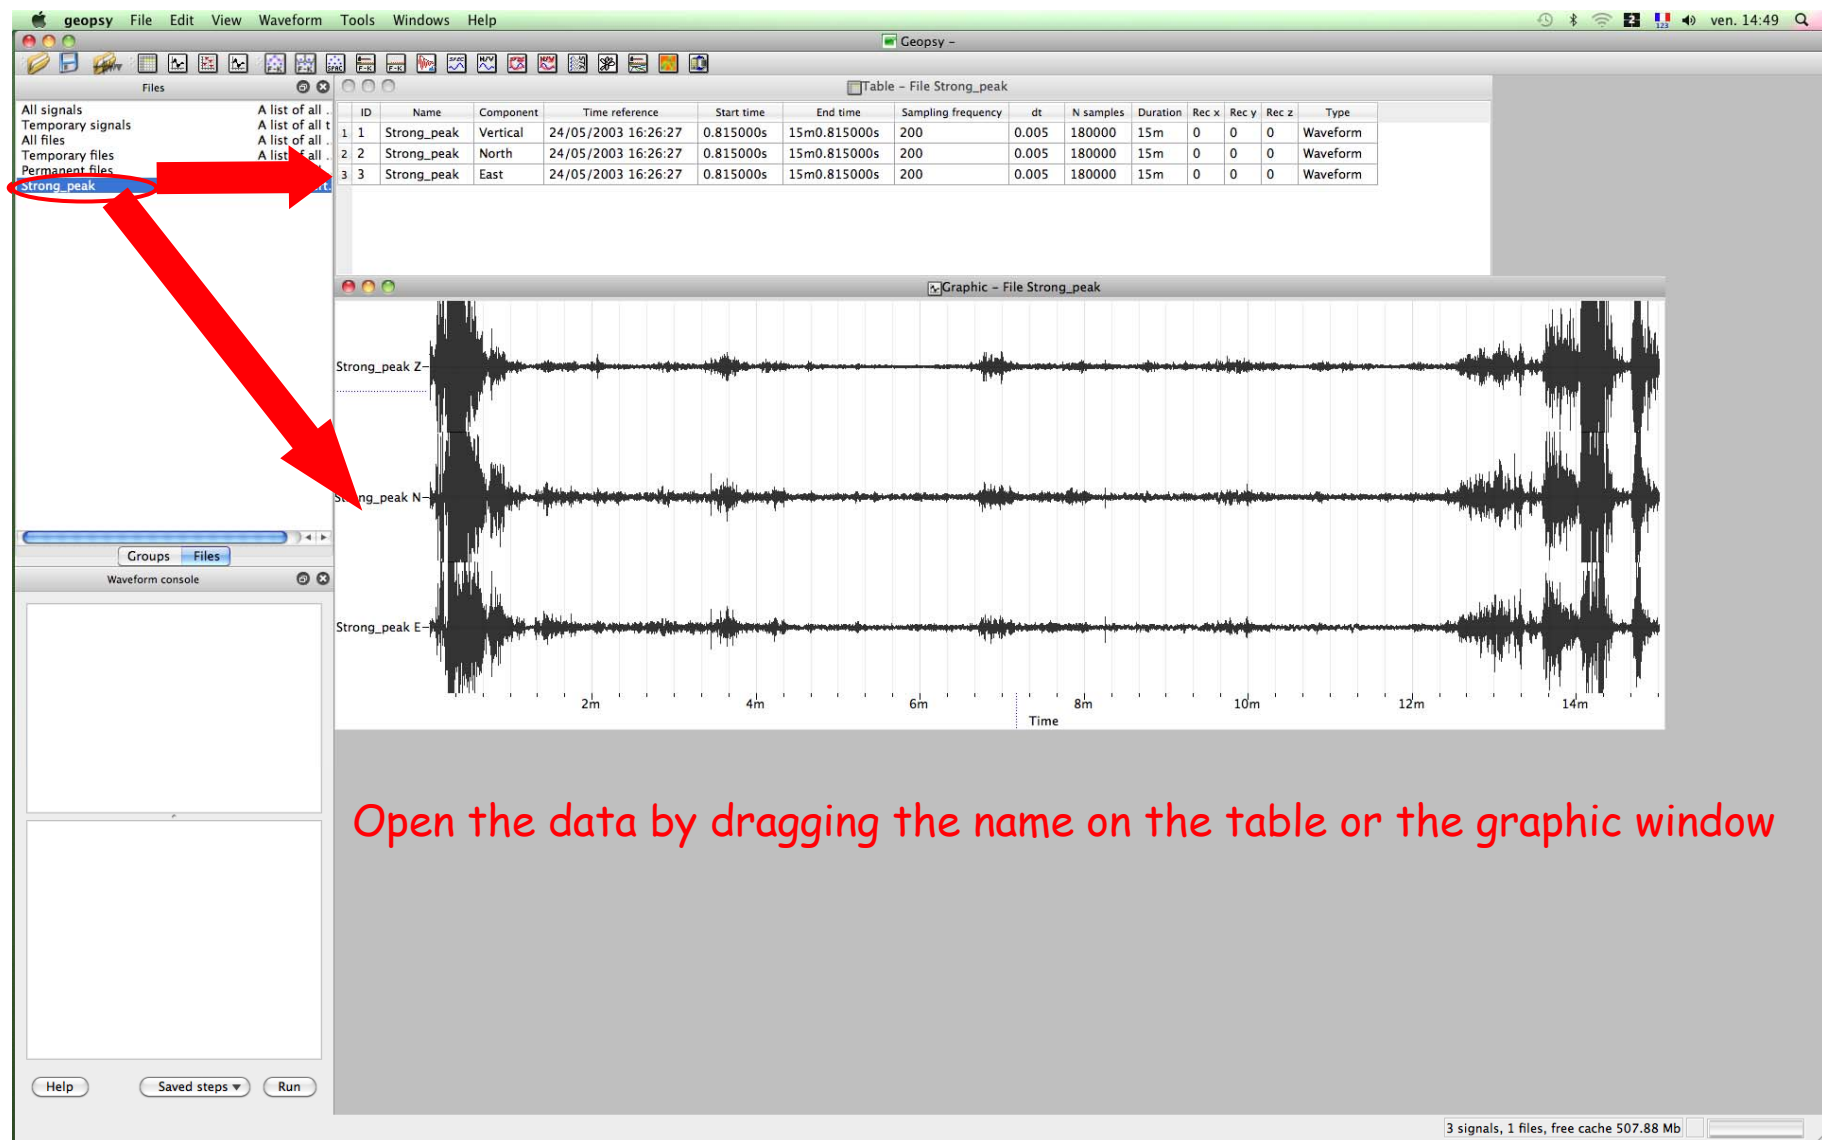 geopsy File Edit View Waveform Tools Windows Help
ven. 14:49
Geopsy –
Files
Table – File Strong_peak
All signals A list of all ..
Temporary signals A list of all t
All files A list of all ..
Temporary files A list of all ..
Permanent files
Strong_peak
ID Name Component Time reference Start time End time Sampling frequency dt N samples Duration Rec x Rec y Rec z Type
1 1 Strong_peak Vertical 24/05/2003 16:26:27 0.815000s 15m0.815000s 200 0.005 180000 15m 0 0 0 Waveform
2 2 Strong_peak North 24/05/2003 16:26:27 0.815000s 15m0.815000s 200 0.005 180000 15m 0 0 0 Waveform
3 3 Strong_peak East 24/05/2003 16:26:27 0.815000s 15m0.815000s 200 0.005 180000 15m 0 0 0 Waveform
Graphic – File Strong_peak
Strong_peak Z
Strong_peak N
Strong_peak E
2m 4m 6m 8m 10m 12m 14m
Time
Groups Files
Waveform console
Open the data by dragging the name on the table or the graphic window
Help Saved steps Run
3 signals, 1 files, free cache 507.88 Mb